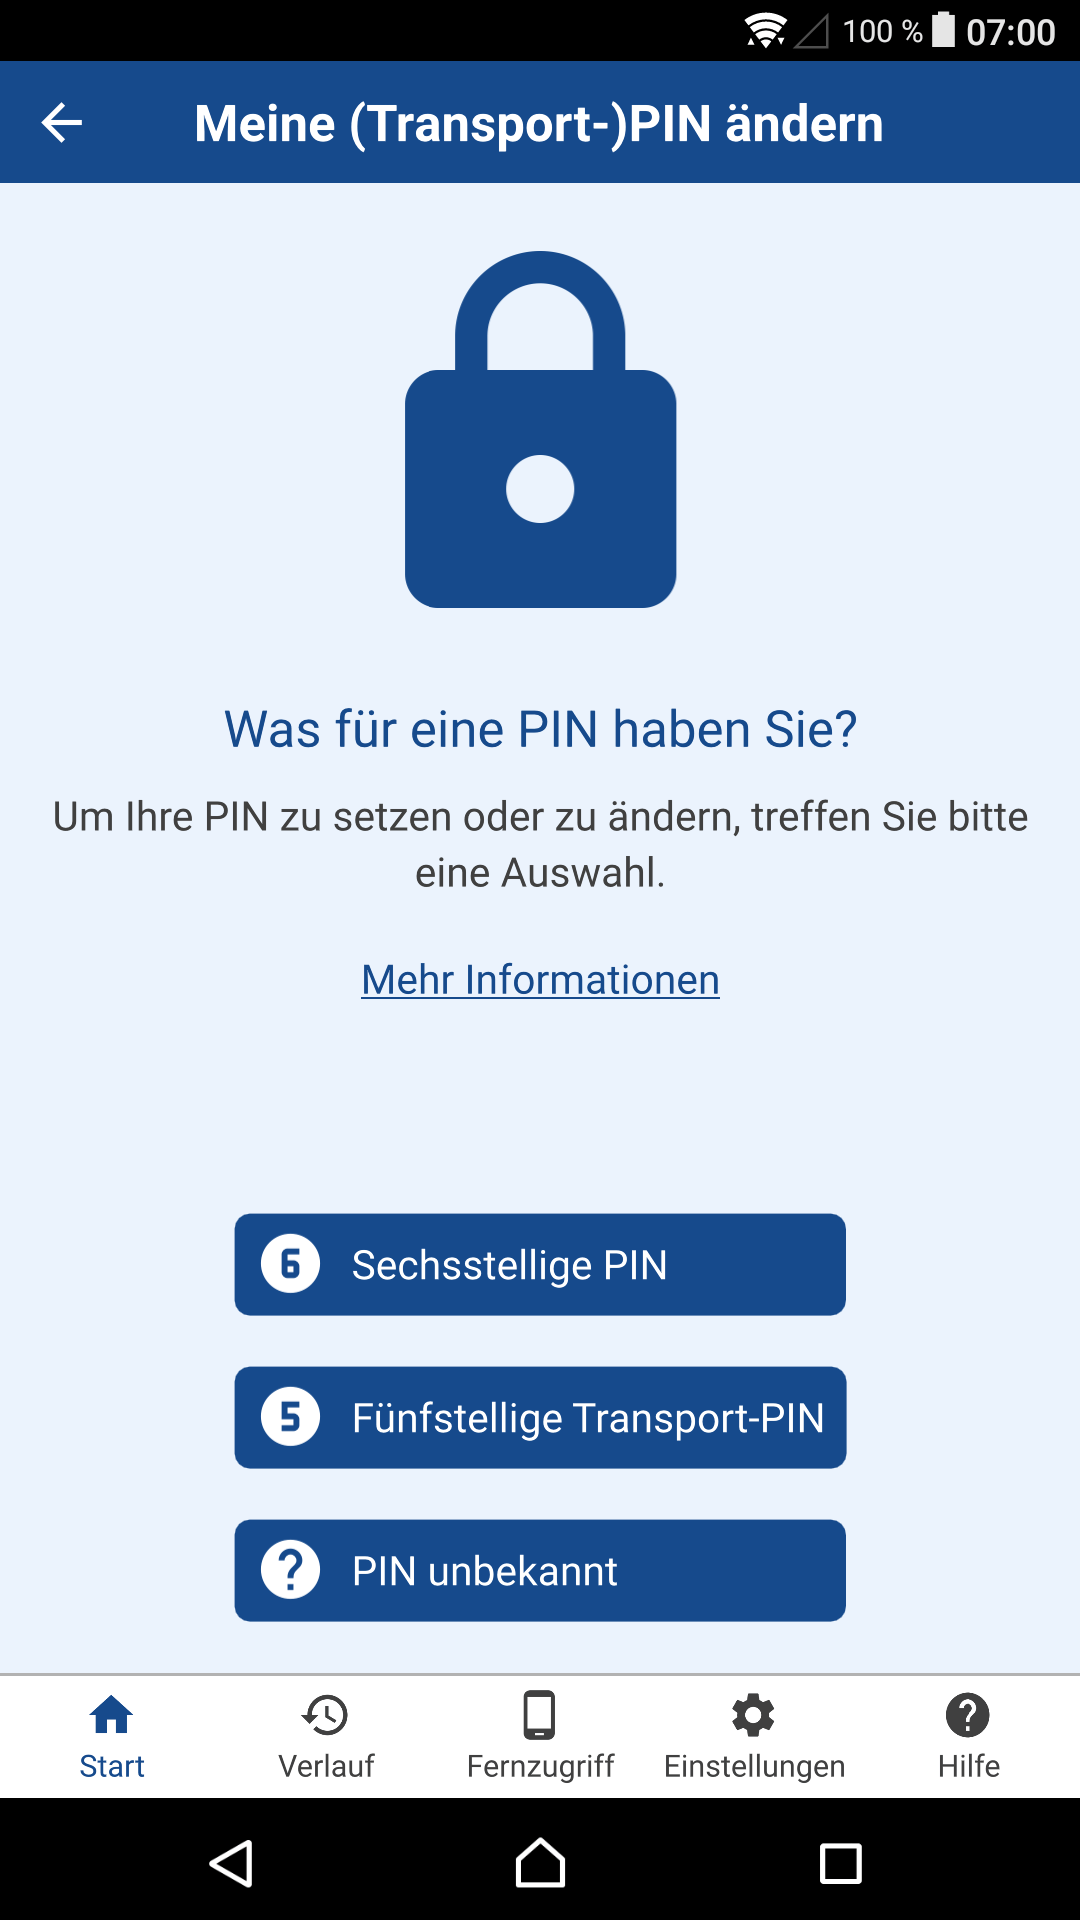 100 % 07:00
Meine (Transport-)PIN ändern
Was für eine PIN haben Sie?
Um Ihre PIN zu setzen oder zu ändern, treffen Sie bitte
eine Auswahl.
Mehr Informationen
6 Sechsstellige PIN
5 Fünfstellige Transport-PIN
? PIN unbekannt
Start Verlauf Fernzugriff Einstellungen Hilfe